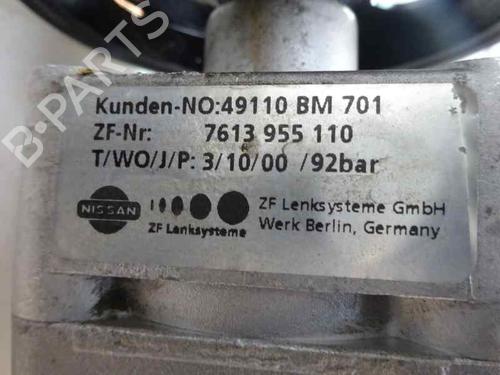 B-PARTS
Kunden-NO:49110 BM 701
ZF-Nr: 7613 955 110
T/WO/J/P: 3/10/00 /92bar
NISSAN
ZF Lenksysteme
ZF Lenksysteme GmbH
Werk Berlin, Germany